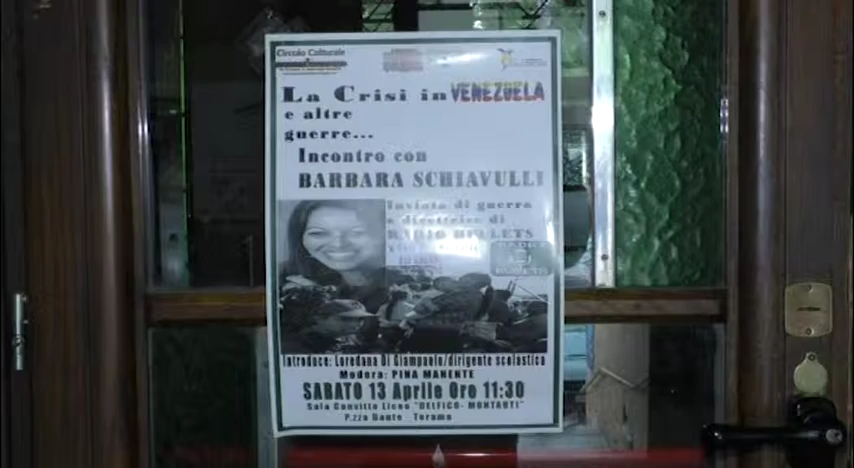 Circolo Culturale
La Crisi in VENEZUELA
e altre
guerre...
Incontro con
BARBARA SCHIAVULLI
Inviata di guerra
e direttrice di
RADIO BULLETS
Introduce: Loredana Di Giampaolo/dirigente scolastica
Modera: PINA MANENTE
SABATO 13 Aprile Ore 11:30
Sala Convitto Liceo "DELFICO- MONTAUTI"
P.zza Dante Teramo